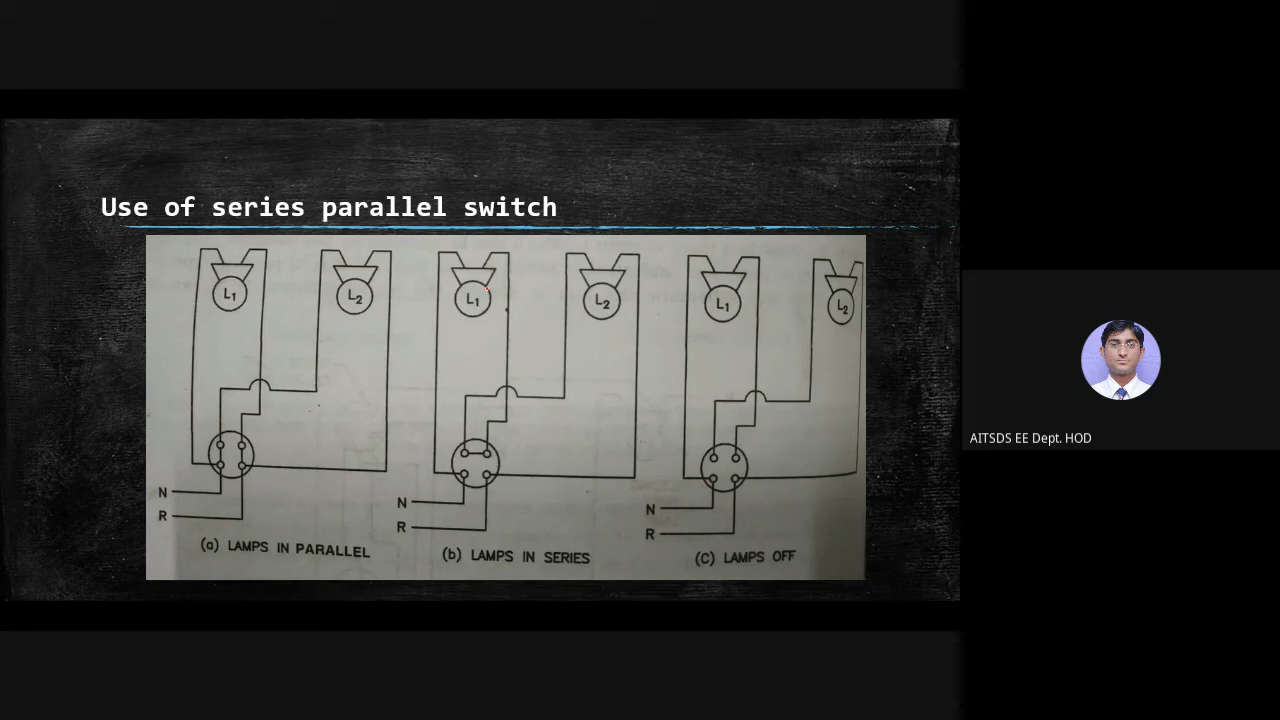 Use of series parallel switch
L1 L2 L1 L2 L1 L2
N
R
(a) LAMPS IN PARALLEL
N
R
(b) LAMPS IN SERIES
N
R
(C) LAMPS OFF
AITSDS EE Dept. HOD